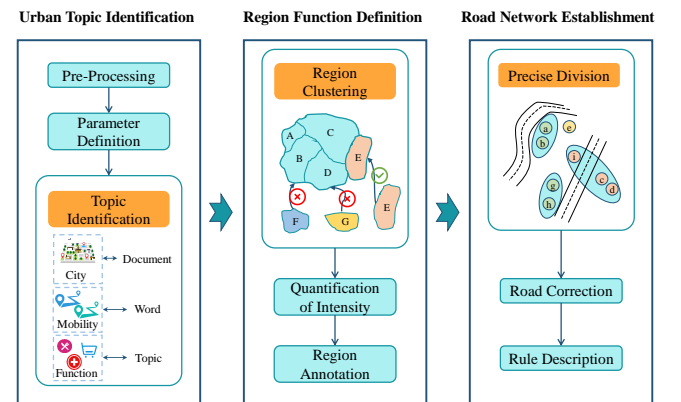 Urban Topic Identification
Pre-Processing
Parameter
Definition
Topic
Identification
City
Document
Mobility
Word
Function
Topic
Region Function Definition
Region
Clustering
A
C
B
D
E
F
G
E
Quantification
of Intensity
Region
Annotation
Road Network Establishment
Precise Division
a
e
b
i
g
c
d
h
Road Correction
Rule Description